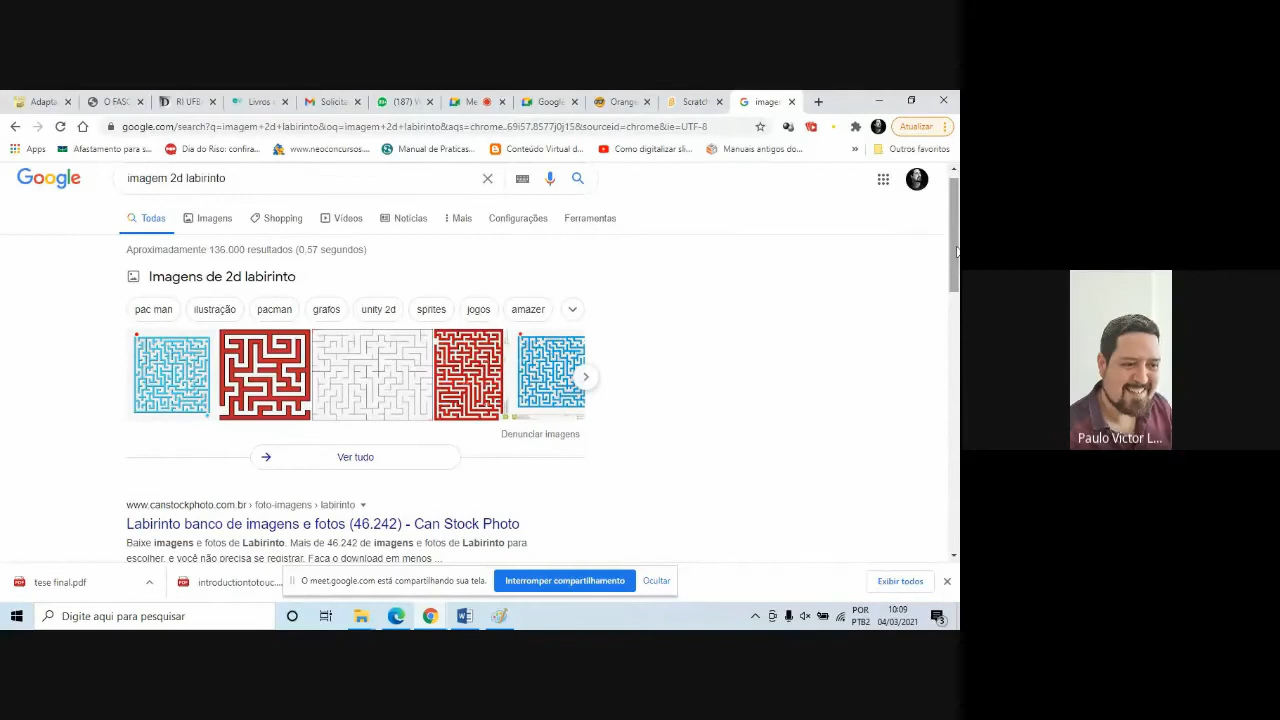 Adapta
O FASC
RI UFB
Livros
Solicita
(187) V
Me
Google
Orange
Scratch
imagen
google.com/search?q=imagem+2d+labirinto&oq=imagem+2d+labirinto&aqs=chrome..69i57.8577j0j15&sourceid=chrome&ie=UTF-8
Atualizar
Apps
Afastamento para s...
Dia do Riso: confira...
www.neoconcursos....
Manual de Práticas...
Conteúdo Virtual d...
Como digitalizar sli...
Manuais antigos do...
»
Outros favoritos
Google
imagem 2d labirinto
Todas
Imagens
Shopping
Vídeos
Notícias
Mais
Configurações
Ferramentas
Aproximadamente 136.000 resultados (0,57 segundos)
Imagens de 2d labirinto
pac man
ilustração
pacman
grafos
unity 2d
sprites
jogos
amazer
Denunciar imagens
Ver tudo
www.canstockphoto.com.br › foto-imagens › labirinto
Labirinto banco de imagens e fotos (46.242) - Can Stock Photo
Baixe imagens e fotos de Labirinto. Mais de 46.242 de imagens e fotos de Labirinto para
escolher, e você não precisa se registrar. Faça o download em menos ...
Paulo Victor L...
tese final.pdf
introductiontotouc....
O meet.google.com está compartilhando sua tela.
Interromper compartilhamento
Ocultar
Exibir todos
Digite aqui para pesquisar
POR
PTB2
10:09
04/03/2021
3